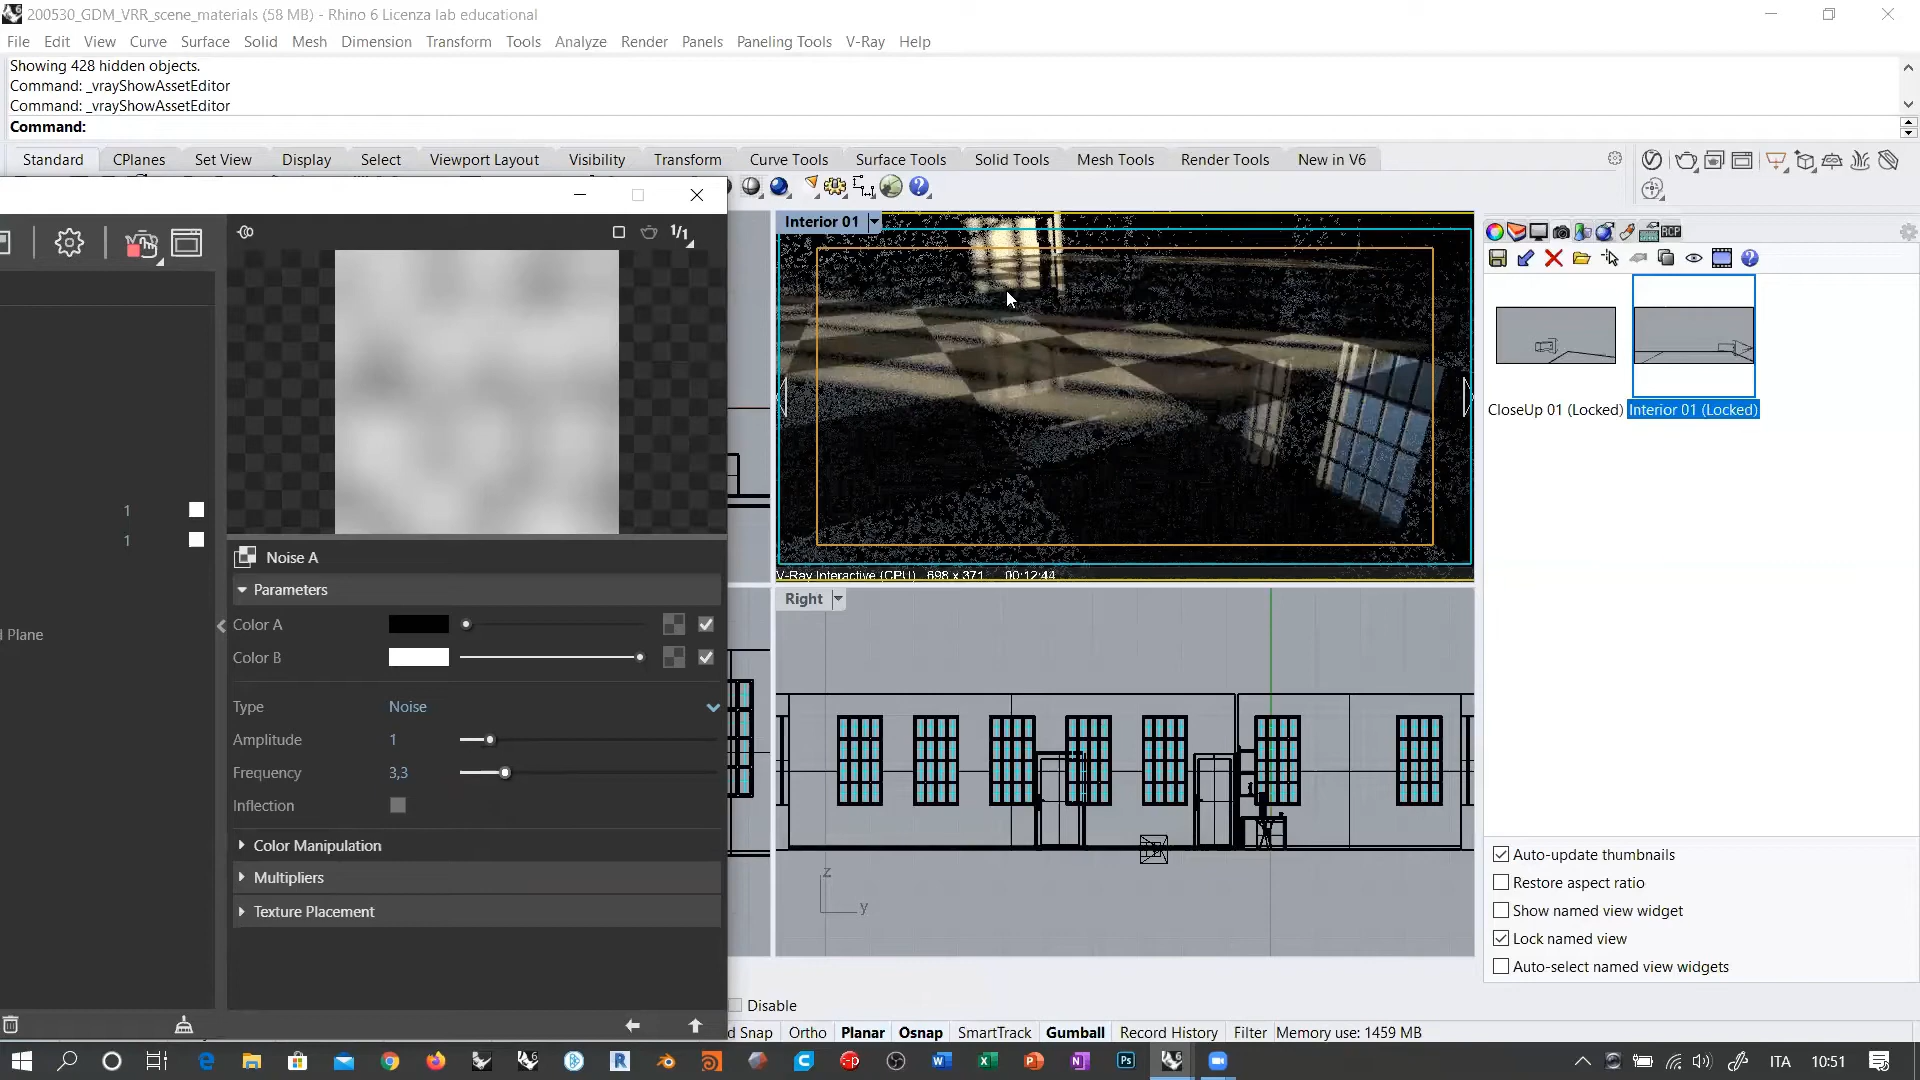 200530_GDM_VRR_scene_materials (58 MB) - Rhino 6 Licenza lab educational
File Edit View Curve Surface Solid Mesh Dimension Transform Tools Analyze Render Panels Paneling Tools V-Ray Help
Showing 428 hidden objects.
Command: _vrayShowAssetEditor
Command: _vrayShowAssetEditor
Command:
Standard CPlanes Set View Display Select Viewport Layout Visibility Transform Curve Tools Surface Tools Solid Tools Mesh Tools Render Tools New in V6
1/1
1
1
d Plane
Noise A
Parameters
Color A
Color B
Type Noise
Amplitude 1
Frequency 3,3
Inflection
Color Manipulation
Multipliers
Texture Placement
Interior 01
V-Ray Interactive (CPU) 698 x 371 00:12:44
Right
z
y
RCP
CloseUp 01 (Locked) Interior 01 (Locked)
Auto-update thumbnails
Restore aspect ratio
Show named view widget
Lock named view
Auto-select named view widgets
Disable
d Snap Ortho Planar Osnap SmartTrack Gumball Record History Filter Memory use: 1459 MB
ITA 10:51